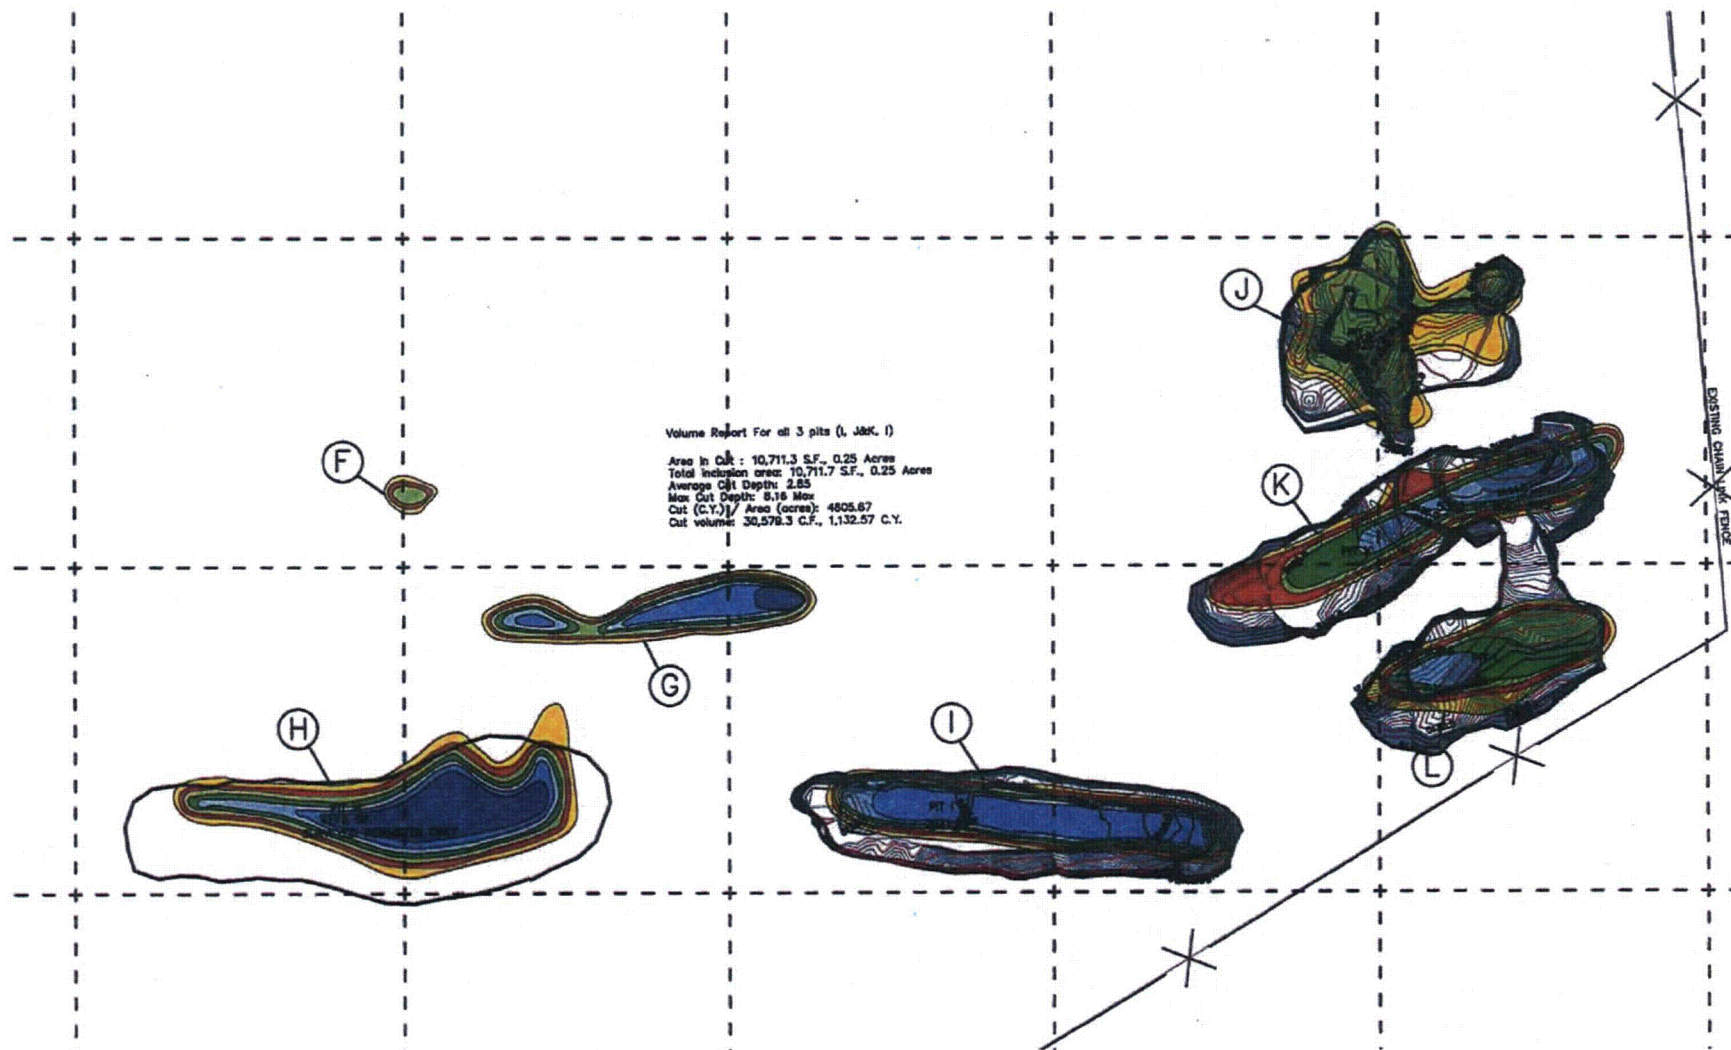 J
EXISTING CHAIN LINK FENCE
Volume Report For all 3 pits (I, J&K, I)
F
Area in Cut : 10,711.3 S.F., 0.25 Acres
Total inclusion area: 10,711.7 S.F., 0.25 Acres
Average Cut Depth: 2.85
Max Cut Depth: 8.16 Max
Cut (C.Y.) / Area (acres): 4605.67
Cut volume: 30,579.3 C.F., 1,132.57 C.Y.
K
G
H
I
L
PIT I